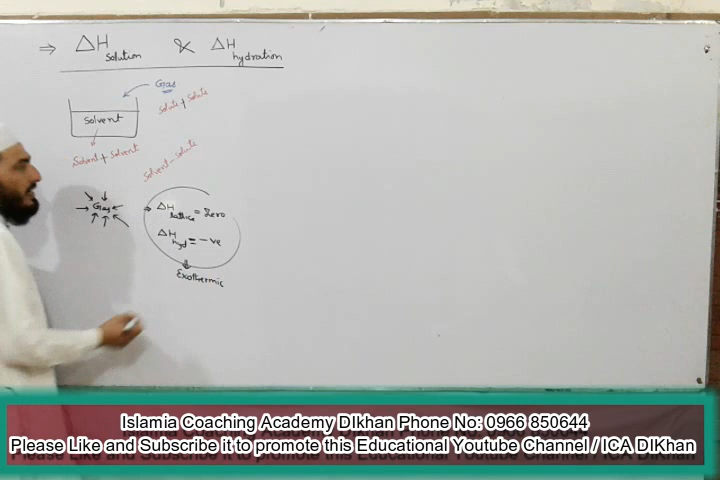 ⇒ ΔH solution & ΔH hydration
Gas
Solute + Solute
Solvent
Solvent + Solvent
Solvent - Solute
Gas
⇒ ΔH lattice = Zero
ΔH hyd = -ve
Exothermic
Islamia Coaching Academy DIkhan Phone No: 0966 850644
Please Like and Subscribe it to promote this Educational Youtube Channel / ICA DIKhan